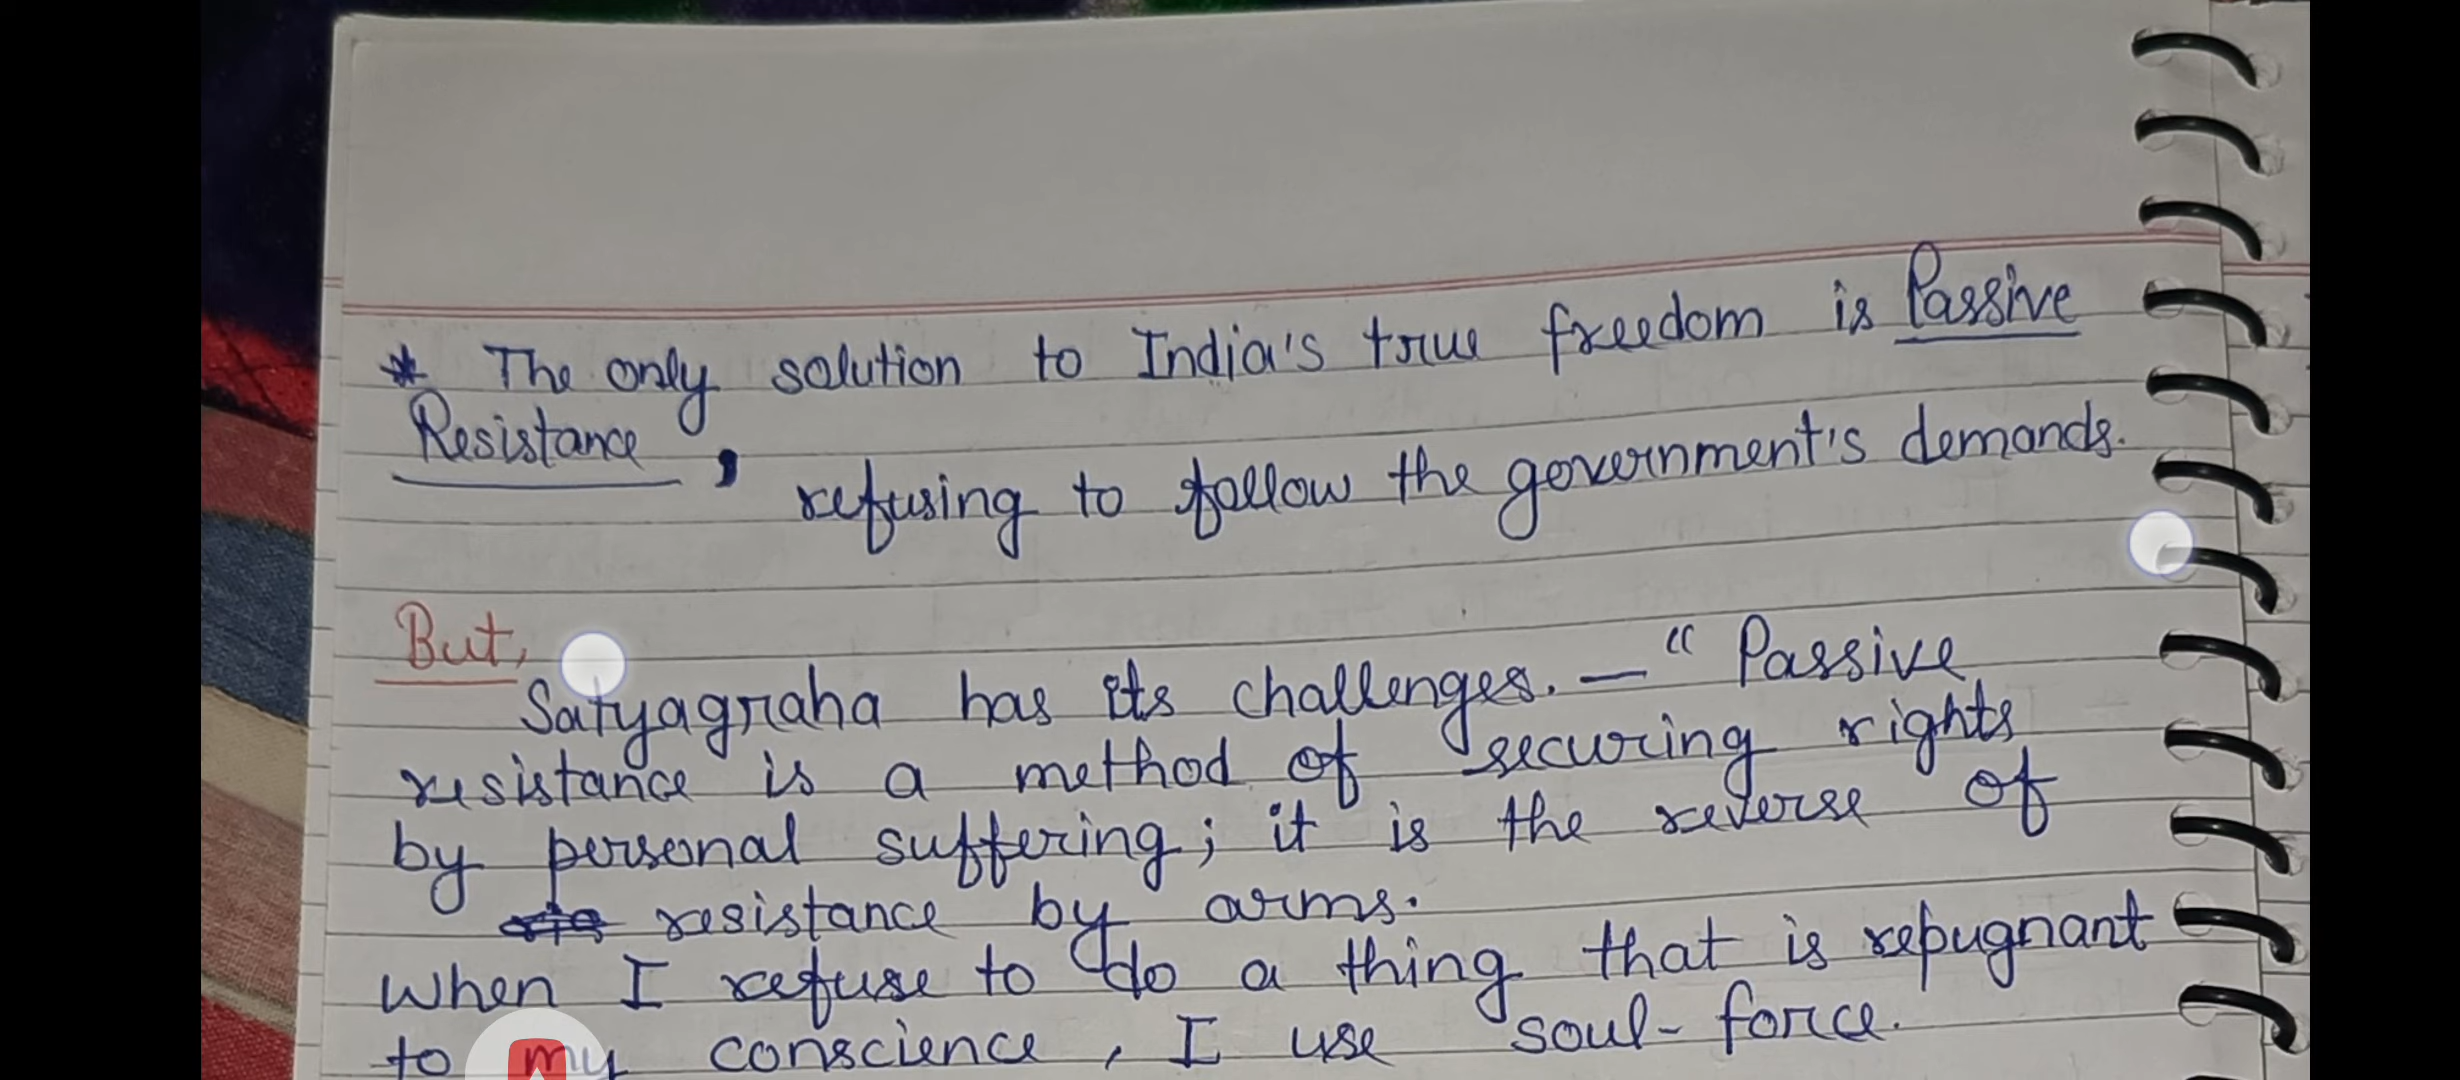 * The only solution to India's true freedom is Passive
Resistance, refusing to follow the government's demands.
But,
Satyagraha has its challenges. — “ Passive
resistance is a method of securing rights
by personal suffering; it is the reverse of
resistance by arms.
When I refuse to do a thing that is repugnant
to my conscience, I use soul-force.